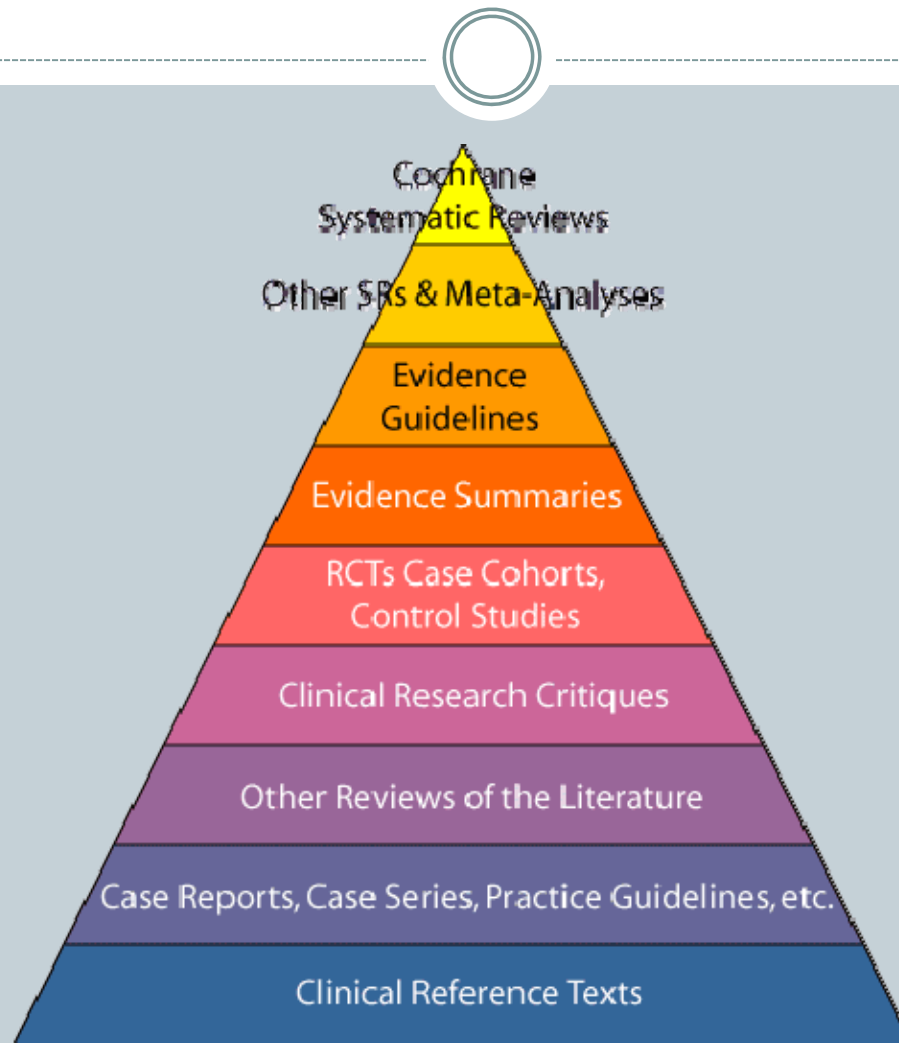 Cochrane
Systematic Reviews
Other SRs & Meta-Analyses
Evidence
Guidelines
Evidence Summaries
RCTs Case Cohorts,
Control Studies
Clinical Research Critiques
Other Reviews of the Literature
Case Reports, Case Series, Practice Guidelines, etc.
Clinical Reference Texts